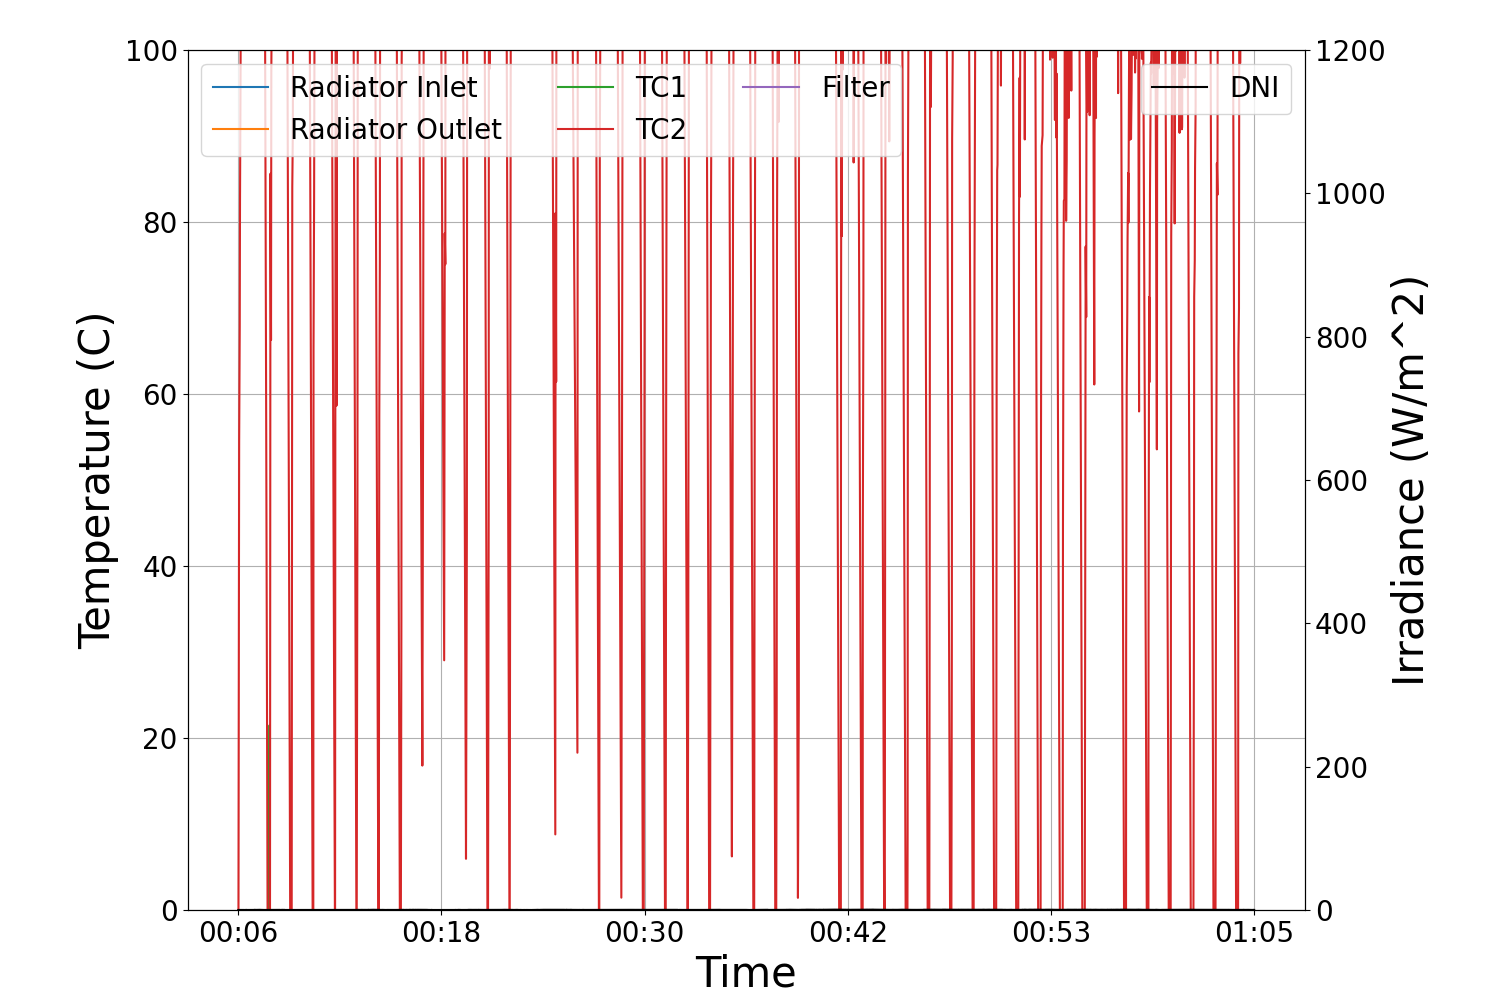 100
80
60
40
20
0
Temperature (C)
Radiator Inlet
Radiator Outlet
TC1
TC2
Filter
DNI
1200
1000
800
600
400
200
0
Irradiance (W/m^2)
00:06
00:18
00:30
00:42
00:53
01:05
Time